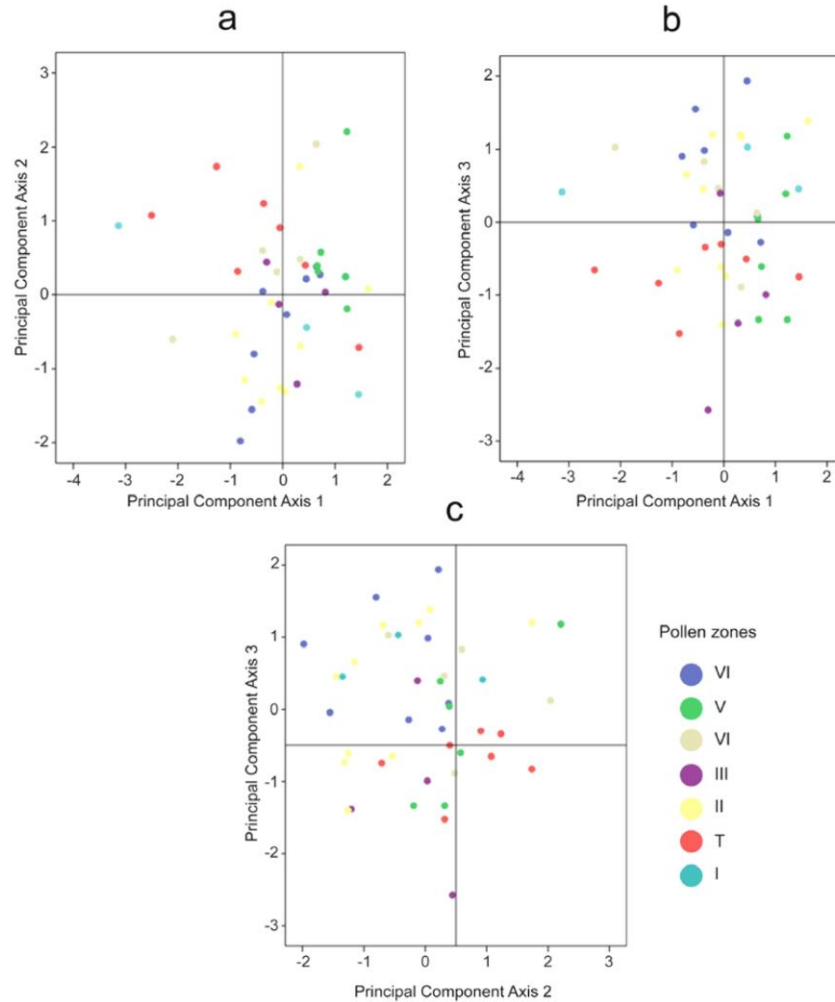 a
3
2
1
0
-1
-2
Principal Component Axis 2
-4 -3 -2 -1 0 1 2
Principal Component Axis 1
b
2
1
0
-1
-2
-3
Principal Component Axis 3
-4 -3 -2 -1 0 1 2
Principal Component Axis 1
c
2
1
0
-1
-2
-3
Principal Component Axis 3
-2 -1 0 1 2 3
Principal Component Axis 2
Pollen zones
VI
V
VI
III
II
T
I